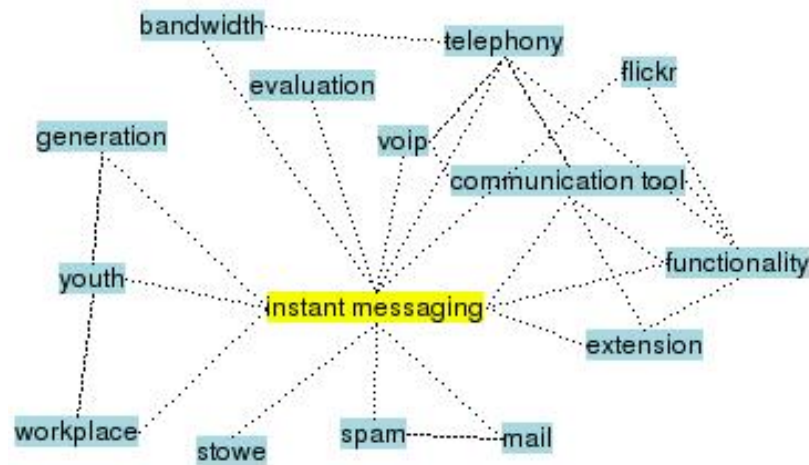 bandwidth
telephony
flickr
evaluation
generation
voip
communication tool
youth
functionality
instant messaging
extension
workplace
stowe
spam
mail